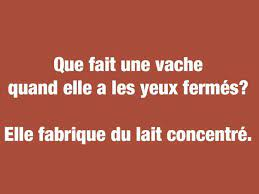 Que fait une vache
quand elle a les yeux fermés?
Elle fabrique du lait concentré.